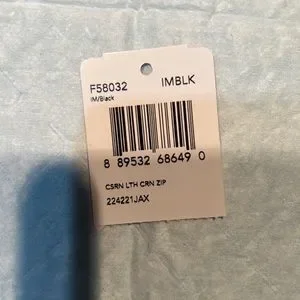 F58032 IMBLK
IM/Black
8 89532 68649 0
CSRN LTH CRN ZIP
224221JAX